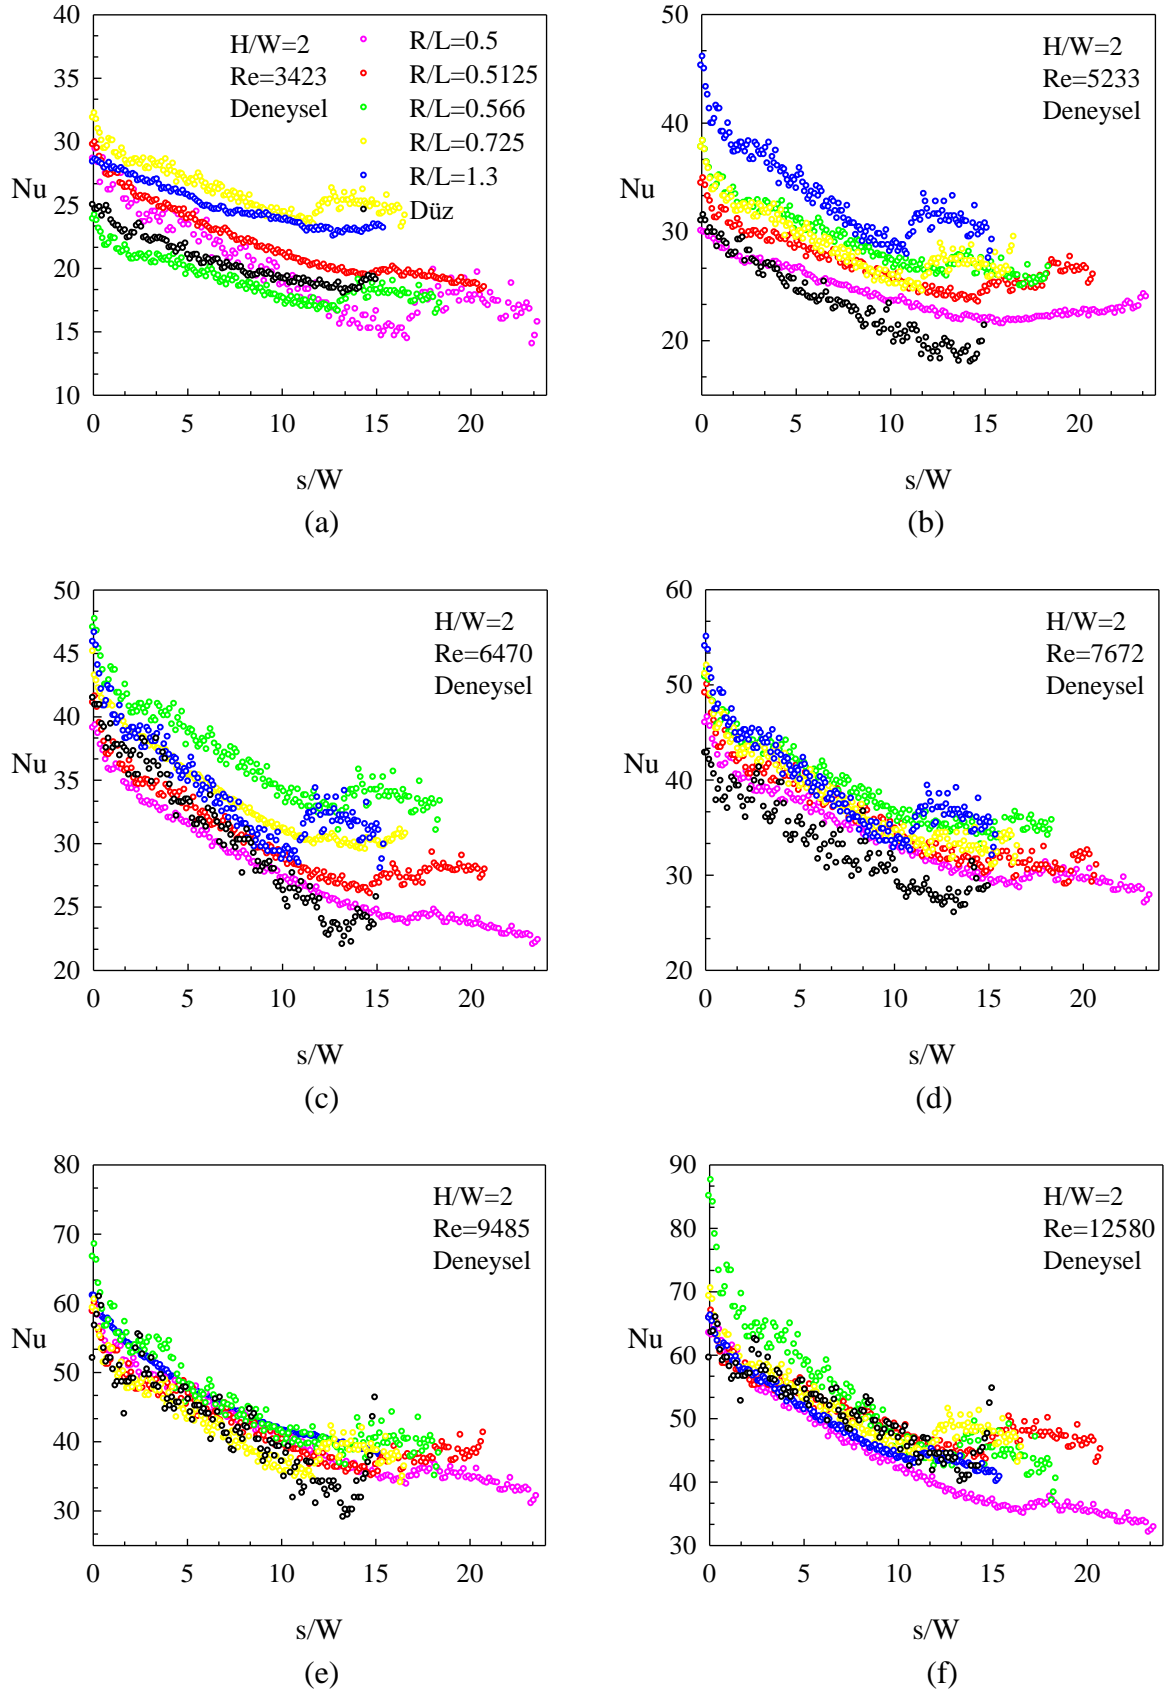 40
35
30
25
20
15
10
Nu
H/W=2
Re=3423
Deneysel
R/L=0.5
R/L=0.5125
R/L=0.566
R/L=0.725
R/L=1.3
Düz
0 5 10 15 20
s/W
(a)
50
40
30
20
Nu
H/W=2
Re=5233
Deneysel
0 5 10 15 20
s/W
(b)
50
45
40
35
30
25
20
Nu
H/W=2
Re=6470
Deneysel
0 5 10 15 20
s/W
(c)
60
50
40
30
20
Nu
H/W=2
Re=7672
Deneysel
0 5 10 15 20
s/W
(d)
80
70
60
50
40
30
Nu
H/W=2
Re=9485
Deneysel
0 5 10 15 20
s/W
(e)
90
80
70
60
50
40
30
Nu
H/W=2
Re=12580
Deneysel
0 5 10 15 20
s/W
(f)